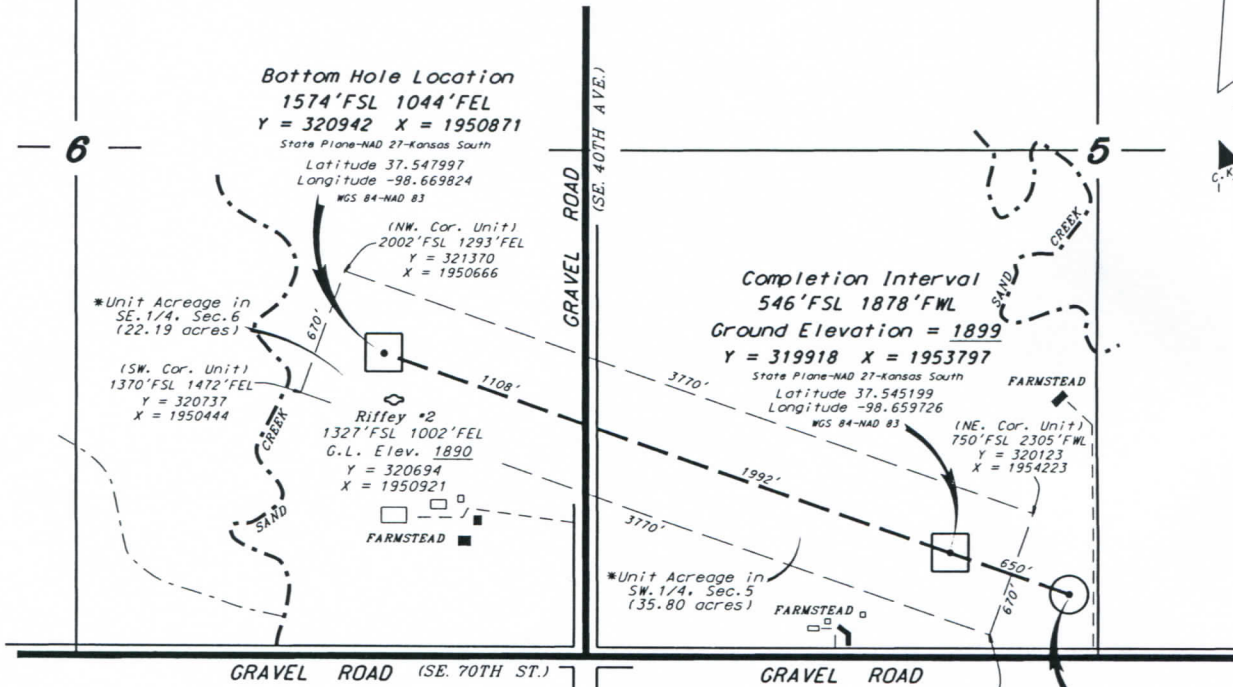 Bottom Hole Location
1574'FSL 1044'FEL
Y = 320942 X = 1950871
State Plane-NAD 27-Kansas South
Latitude 37.547997
Longitude -98.669824
WGS 84-NAD 83
6
(NW. Cor. Unit)
2002'FSL 1293'FEL
Y = 321370
X = 1950666
GRAVEL ROAD
(SE. 40TH AVE.)
5
C.K
SAND CREEK
*Unit Acreage in
SE.1/4, Sec.6
(22.19 acres)
670'
(SW. Cor. Unit)
1370'FSL 1472'FEL
Y = 320737
X = 1950444
SAND CREEK
Riffey #2
1327'FSL 1002'FEL
G.L. Elev. 1890
Y = 320694
X = 1950921
FARMSTEAD
1108'
3770'
1992'
3770'
Completion Interval
546'FSL 1878'FWL
Ground Elevation = 1899
Y = 319918 X = 1953797
State Plane-NAD 27-Kansas South
Latitude 37.545199
Longitude -98.659726
WGS 84-NAD 83
FARMSTEAD
(NE. Cor. Unit)
750'FSL 2305'FWL
Y = 320123
X = 1954223
*Unit Acreage in
SW.1/4, Sec.5
(35.80 acres)
FARMSTEAD
650'
670'
GRAVEL ROAD (SE. 70TH ST.)
GRAVEL ROAD